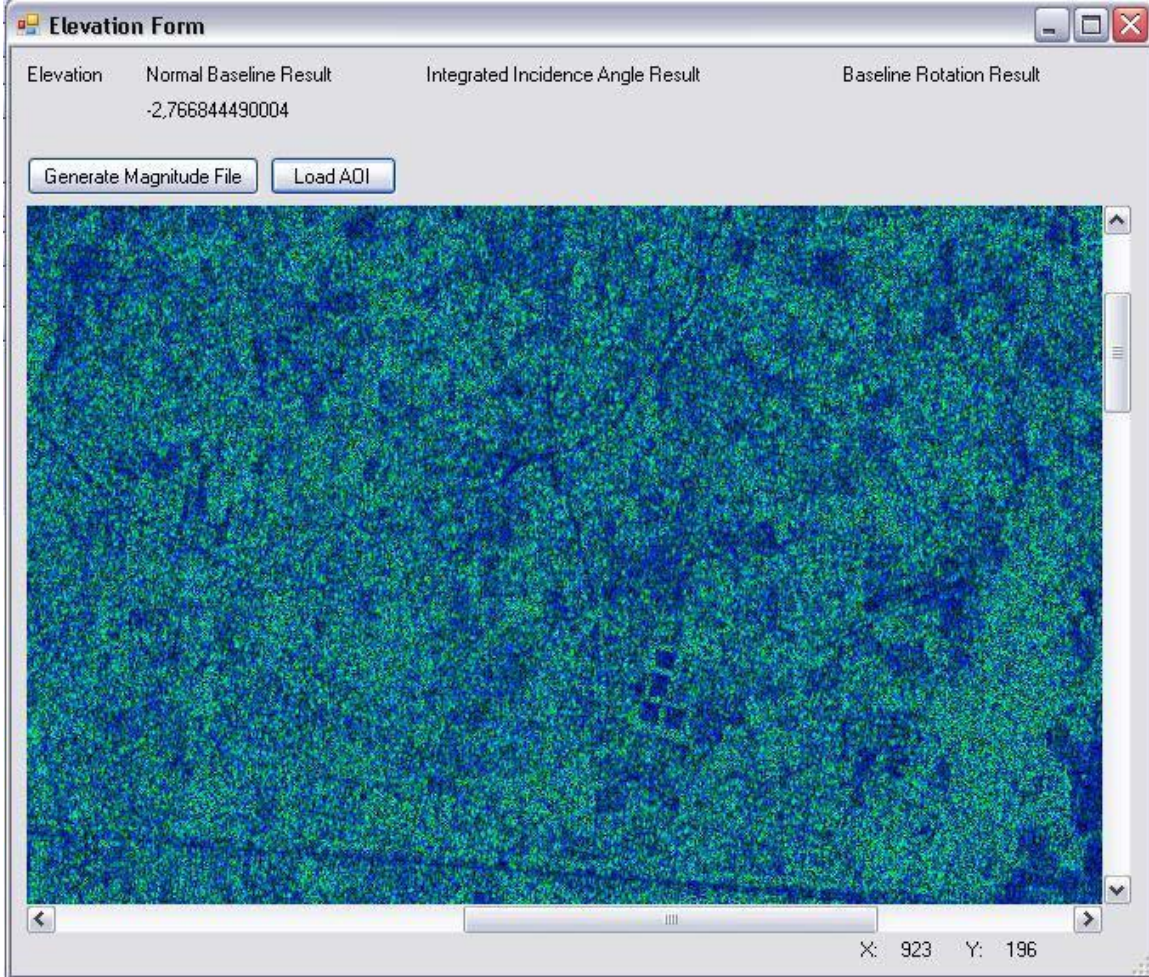 Elevation Form
Elevation Normal Baseline Result Integrated Incidence Angle Result Baseline Rotation Result
-2,766844490004
Generate Magnitude File Load AOI
X: 923 Y: 196